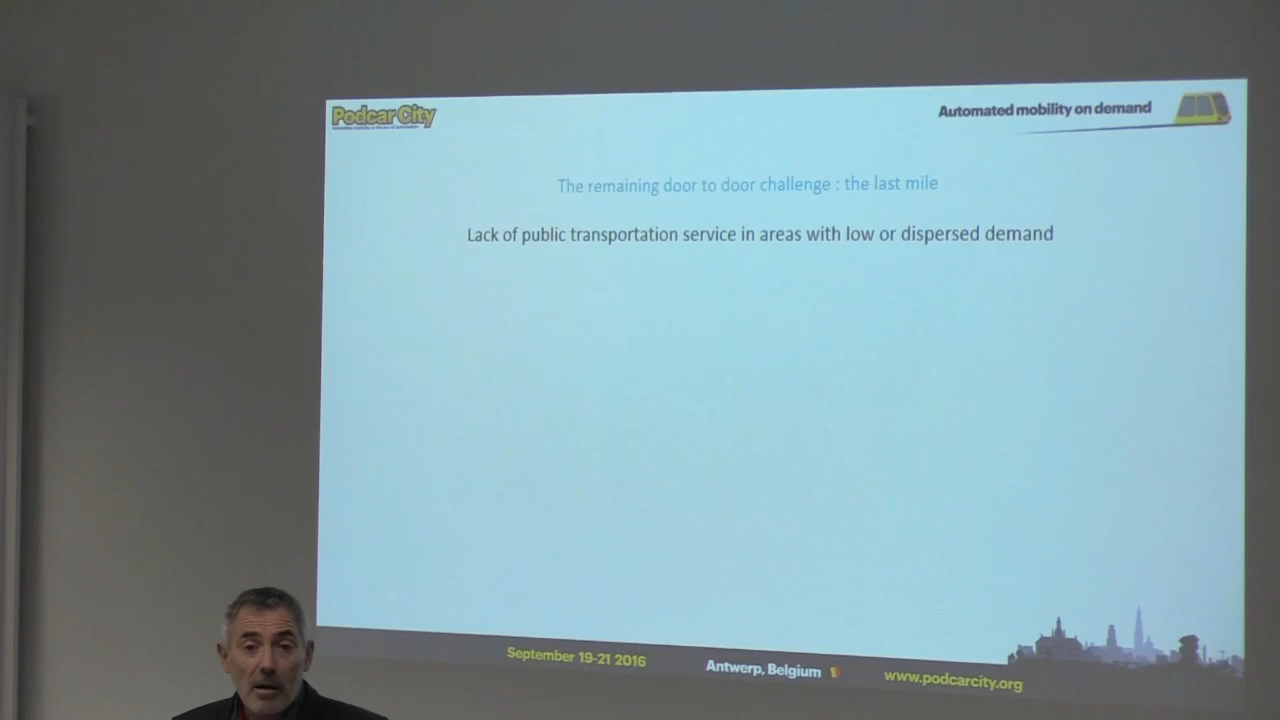 Podcar City
Automated mobility on demand
The remaining door to door challenge : the last mile
Lack of public transportation service in areas with low or dispersed demand
September 19-21 2016
Antwerp, Belgium
www.podcarcity.org